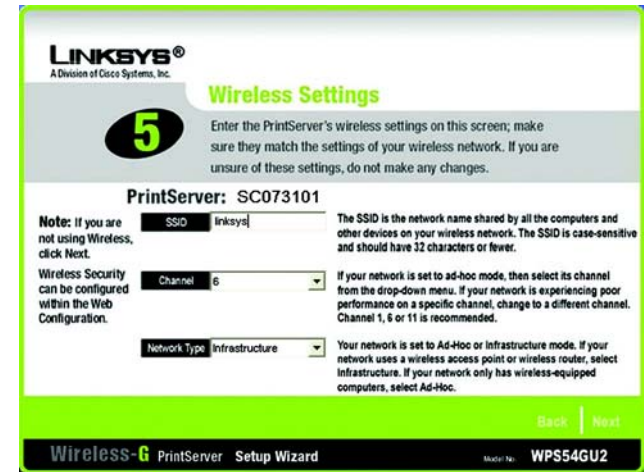 LINKSYS®
A Division of Cisco Systems, Inc.
Wireless Settings
5
Enter the PrintServer's wireless settings on this screen; make
sure they match the settings of your wireless network. If you are
unsure of these settings, do not make any changes.
PrintServer: SC073101
Note: If you are
not using Wireless,
click Next.
SSID linksys
The SSID is the network name shared by all the computers and
other devices on your wireless network. The SSID is case-sensitive
and should have 32 characters or fewer.
Wireless Security
can be configured
within the Web
Configuration.
Channel 6
If your network is set to ad-hoc mode, then select its channel
from the drop-down menu. If your network is experiencing poor
performance on a specific channel, change to a different channel.
Channel 1, 6 or 11 is recommended.
Network Type Infrastructure
Your network is set to Ad-Hoc or Infrastructure mode. If your
network uses a wireless access point or wireless router, select
Infrastructure. If your network only has wireless-equipped
computers, select Ad-Hoc.
Back Next
Wireless-G PrintServer Setup Wizard
Model No. WPS54GU2